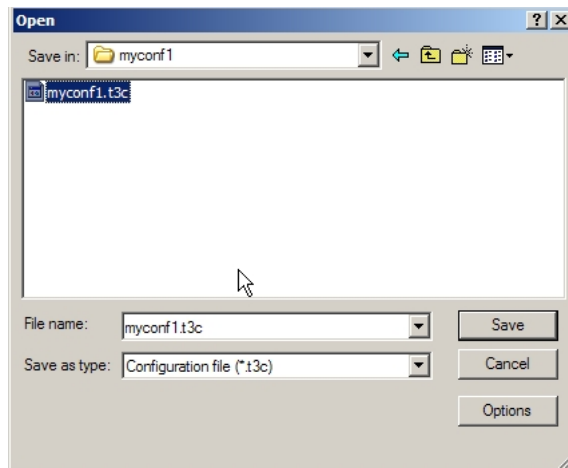 Open
Save in: myconf1
myconf1.t3c
File name: myconf1.t3c Save
Save as type: Configuration file (*.t3c) Cancel
Options